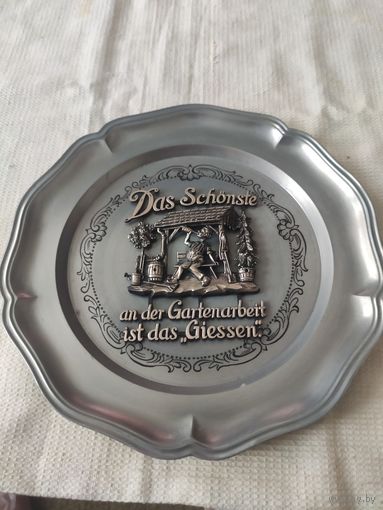 Das Schönste
an der Gartenarbeit
ist das „Giessen“.